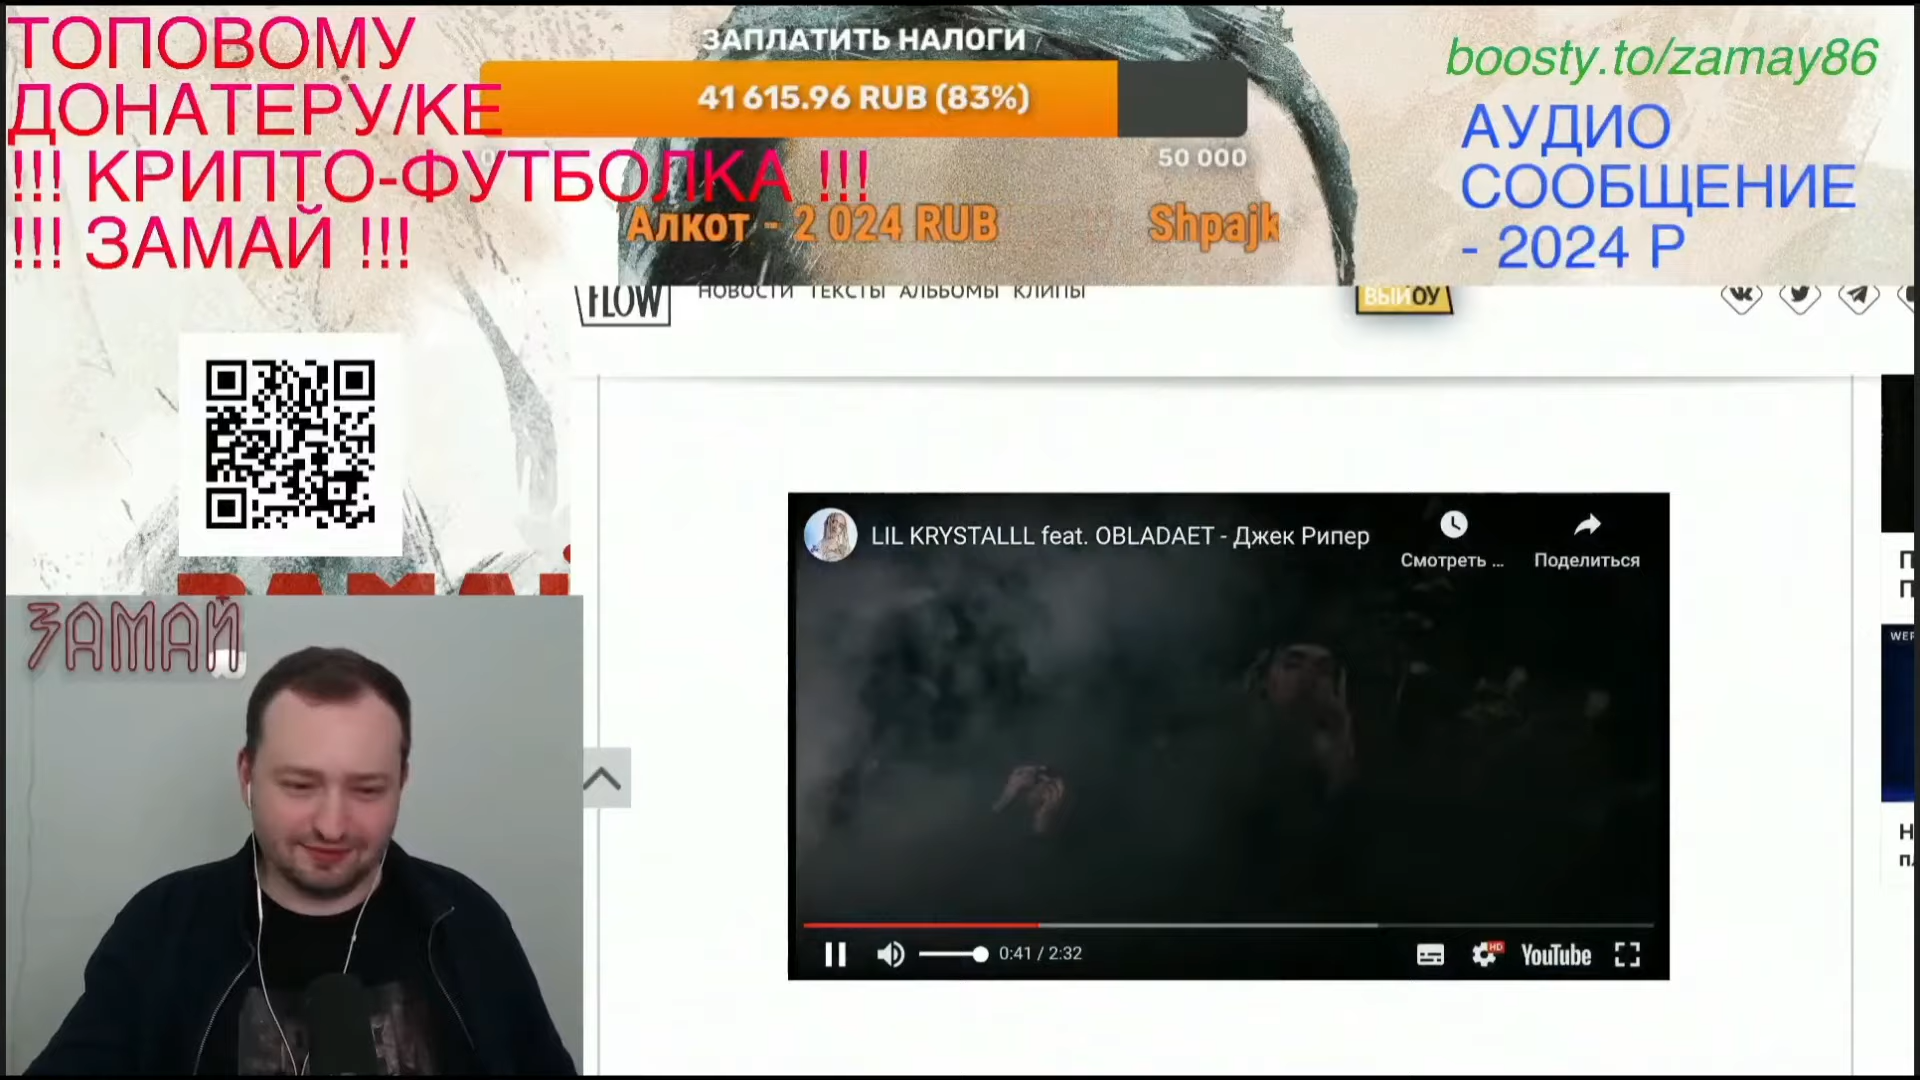 ТОПОВОМУ
ДОНАТЕРУ/КЕ
!!! КРИПТО-ФУТБОЛКА !!!
!!! ЗАМАЙ !!!
ЗАПЛАТИТЬ НАЛОГИ
41 615.96 RUB (83%)
50 000
Алкот - 2 024 RUB
Shpajk
boosty.to/zamay86
АУДИО
СООБЩЕНИЕ
- 2024 Р
FLOW
НОВОСТИ ТЕКСТЫ АЛЬБОМЫ КЛИПЫ
ВЫЙОУ
ЗАМАЙ
LIL KRYSTALLL feat. OBLADAET - Джек Рипер
Смотреть ...
Поделиться
0:41 / 2:32
HD
YouTube